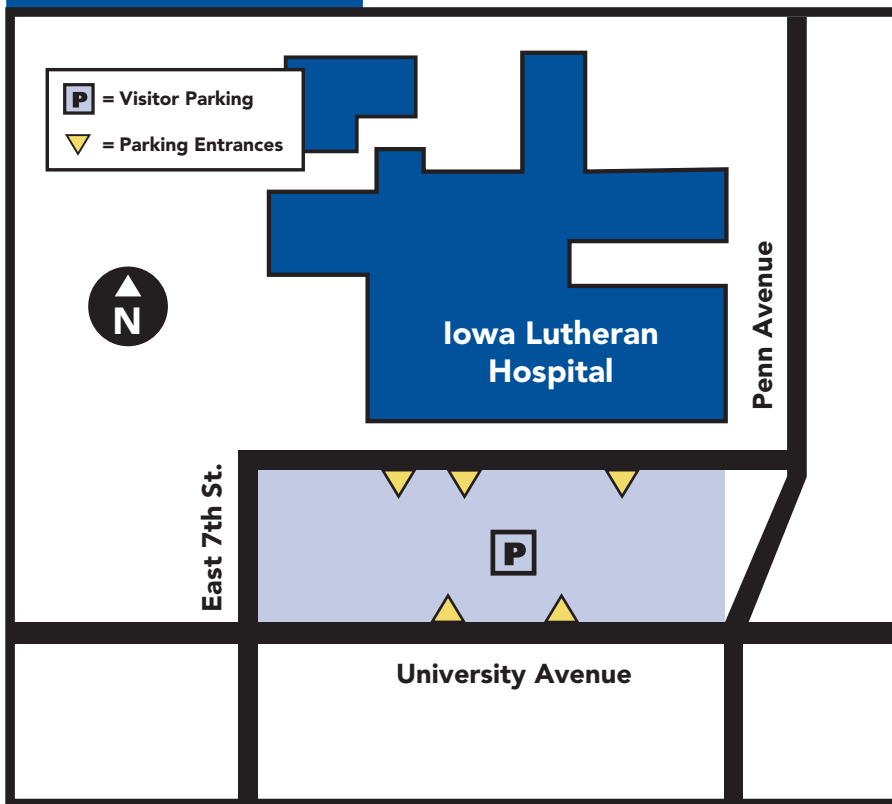 P = Visitor Parking
= Parking Entrances
N
Penn Avenue
Iowa Lutheran
Hospital
East 7th St.
P
University Avenue